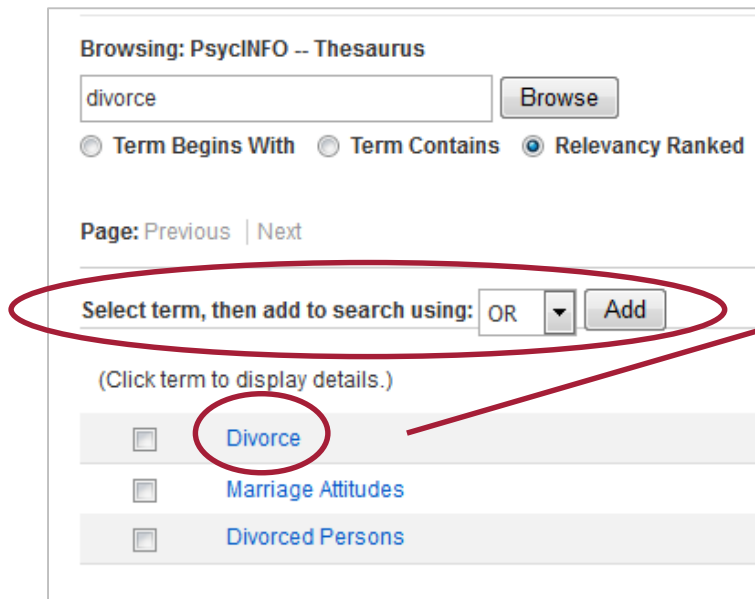 Browsing: PsycINFO -- Thesaurus
divorce Browse
Term Begins With Term Contains Relevancy Ranked
Page: Previous | Next
Select term, then add to search using: OR Add
(Click term to display details.)
Divorce
Marriage Attitudes
Divorced Persons